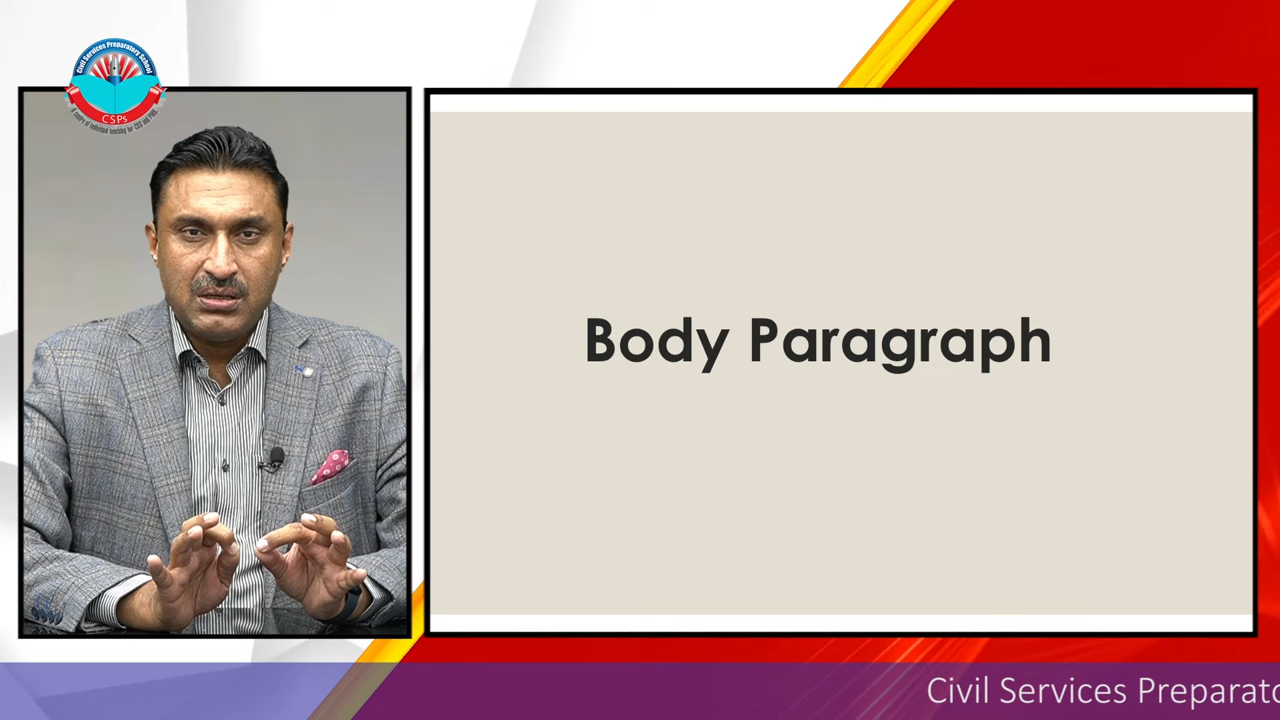 Civil Services Preparatory School
CSPs
Body Paragraph
Civil Services Preparato